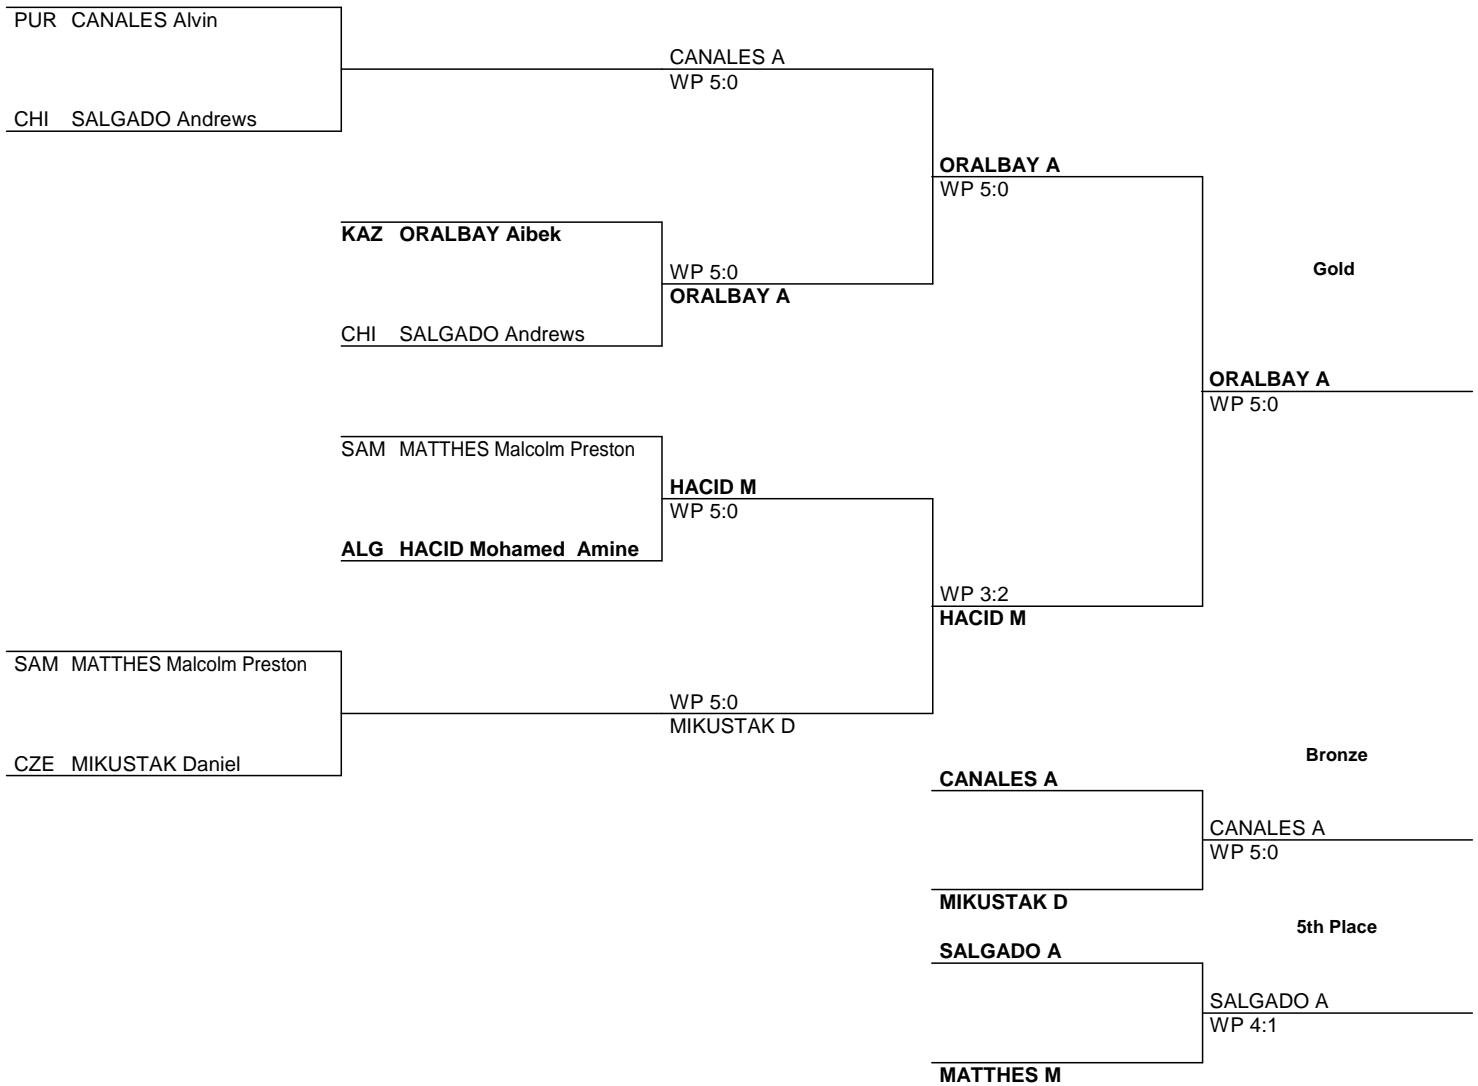 PUR CANALES Alvin
CANALES A
WP 5:0
CHI SALGADO Andrews
ORALBAY A
WP 5:0
KAZ ORALBAY Aibek
WP 5:0
ORALBAY A
Gold
CHI SALGADO Andrews
ORALBAY A
WP 5:0
SAM MATTHES Malcolm Preston
HACID M
WP 5:0
ALG HACID Mohamed  Amine
WP 3:2
HACID M
SAM MATTHES Malcolm Preston
WP 5:0
MIKUSTAK D
CZE MIKUSTAK Daniel
Bronze
CANALES A
CANALES A
WP 5:0
MIKUSTAK D
5th Place
SALGADO A
SALGADO A
WP 4:1
MATTHES M